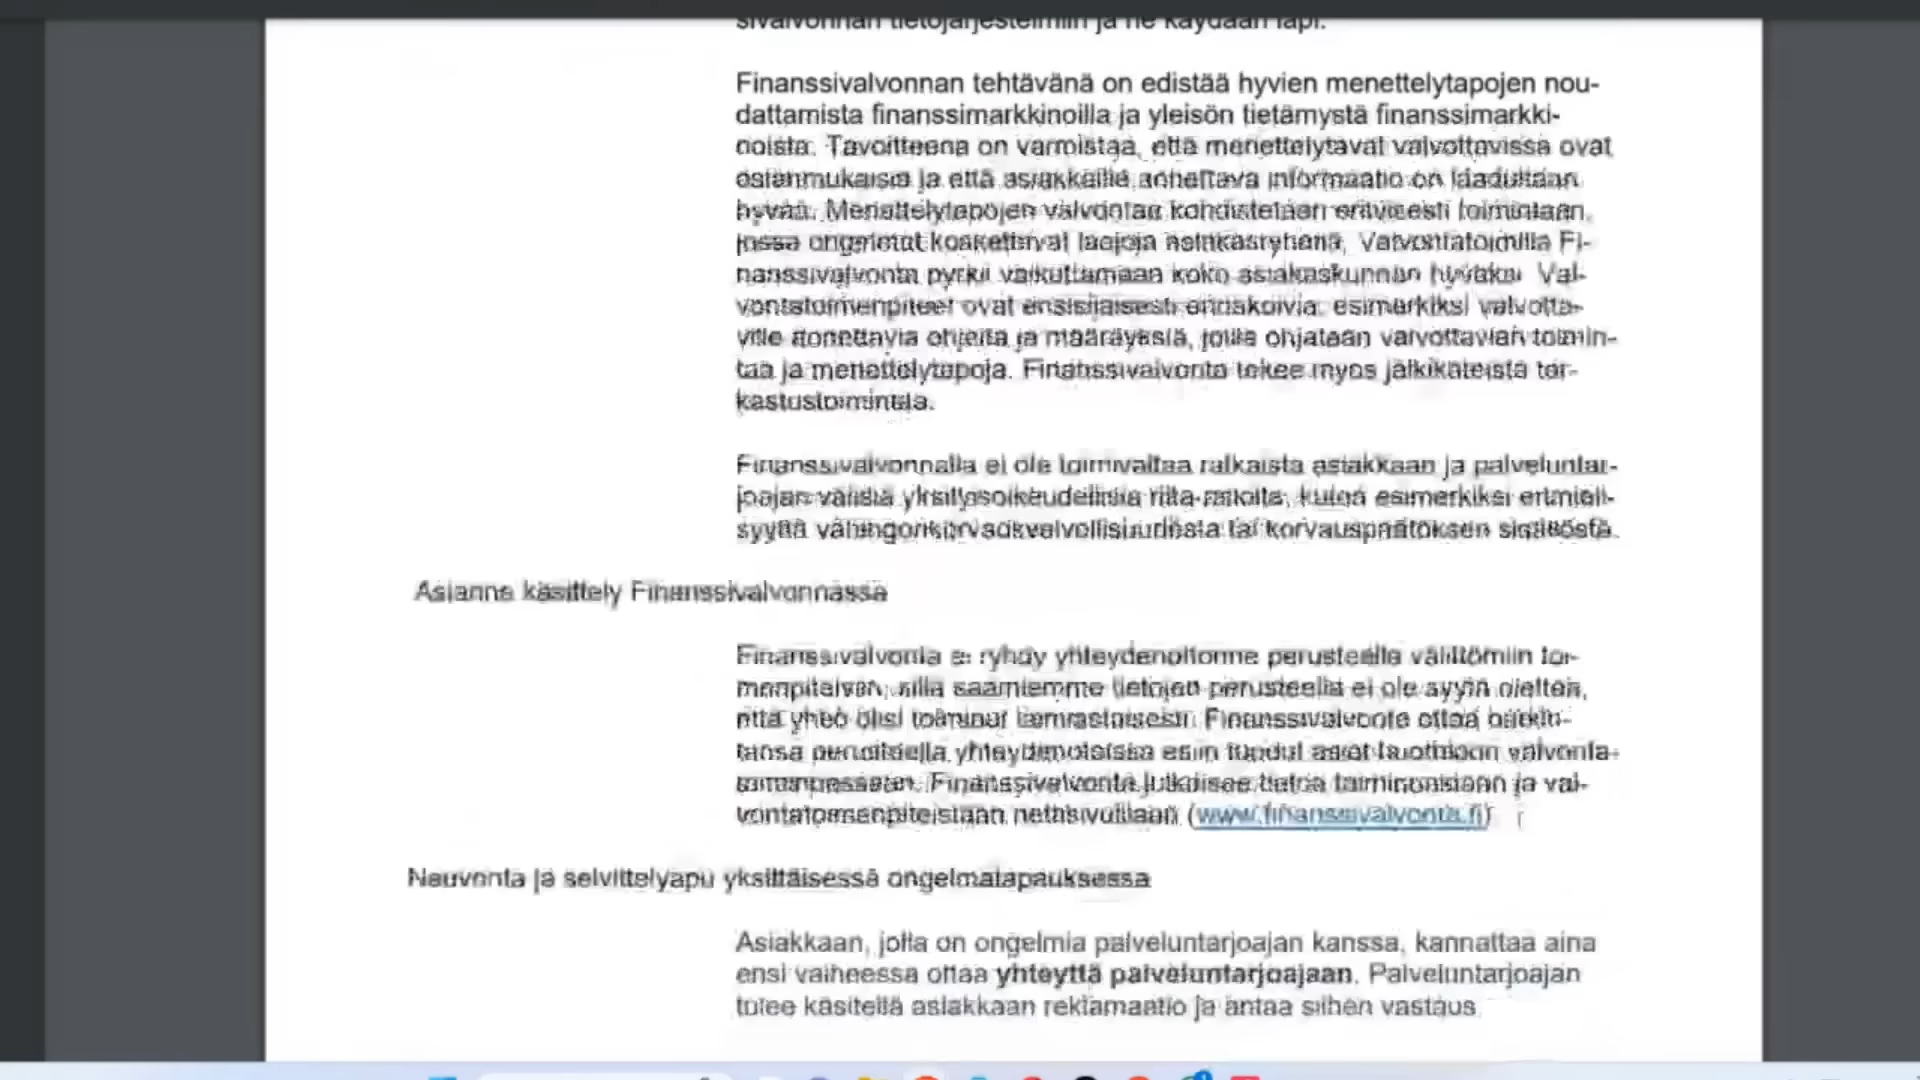 sivalvonnan tietojärjestelmiin ja ne käydään läpi.
Finanssivalvonnan tehtävänä on edistää hyvien menettelytapojen nou-
dattamista finanssimarkkinoilla ja yleisön tietämystä finanssimarkki-
noista. Tavoitteena on varmistaa, että menettelytavat valvottavissa ovat
asianmukaisia ja että asiakkaille annettava informaatio on laadultaan
hyvää. Menettelytapojen valvontaa kohdistetaan erityisesti toimintaan,
jossa ongelmat koskettavat laajoja asiakasryhmiä. Valvontatoimilla Fi-
nanssivalvonta pyrkii vaikuttamaan koko asiakaskunnan hyväksi. Val-
vontatoimenpiteet ovat ensisijaisesti ennakoivia, esimerkiksi valvotta-
ville annettavia ohjeita ja määräyksiä, joilla ohjataan valvottavien toimin-
taa ja menettelytapoja. Finanssivalvonta tekee myös jälkikäteistä tar-
kastustoimintaa.
Finanssivalvonnalla ei ole toimivaltaa ratkaista asiakkaan ja palveluntar-
joajan välisiä yksityisoikeudellisia riita-asioita, kuten esimerkiksi erimieli-
syyttä vahingonkorvausvelvollisuudesta tai korvauspäätöksen sisällöstä.
Asianne käsittely Finanssivalvonnassa
Finanssivalvonta ei ryhdy yhteydenottonne perusteella välittömiin toi-
menpiteisiin, sillä saamiemme tietojen perusteella ei ole syytä olettaa,
että yhtiö olisi toiminut Finanssivalvonta ottaa
yhteydenotoissa esiin tulleet asiat huomioon valvonta-
Finanssivalvonta julkaisee tietoa toiminnastaan ja val-
vontatoimenpiteistään nettisivuillaan (www.finanssivalvonta.fi)
Neuvonta ja selvittelyapu yksittäisessä ongelmatapauksessa
Asiakkaan, jolla on ongelmia palveluntarjoajan kanssa, kannattaa aina
ensi vaiheessa ottaa yhteyttä palveluntarjoajaan. Palveluntarjoajan
tulee käsitellä asiakkaan reklamaatio ja antaa siihen vastaus